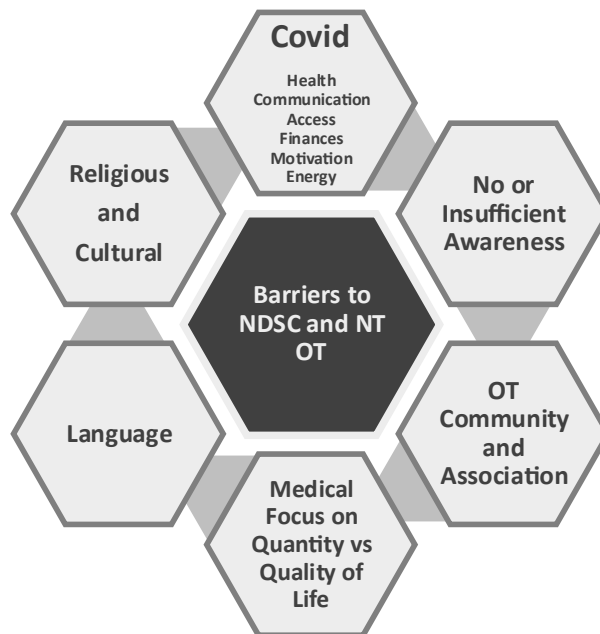 Covid
Health
Communication
Access
Finances
Motivation
Energy
No or
Insufficient
Awareness
OT
Community
and
Association
Medical
Focus on
Quantity vs
Quality of
Life
Language
Religious
and
Cultural
Barriers to
NDSC and NT
OT